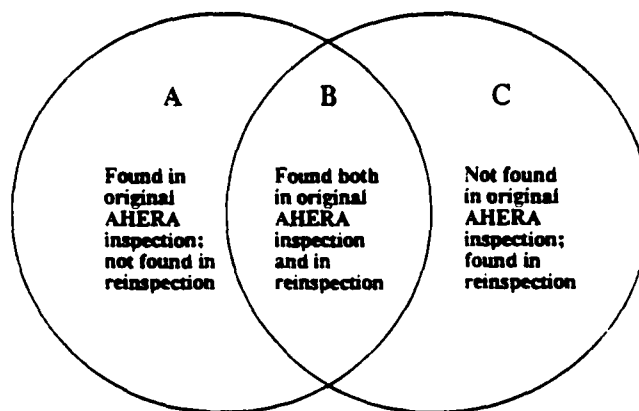 A
Found in
original
AHERA
inspection;
not found in
reinspection
B
Found both
in original
AHERA
inspection
and in
reinspection
C
Not found
in original
AHERA
inspection;
found in
reinspection